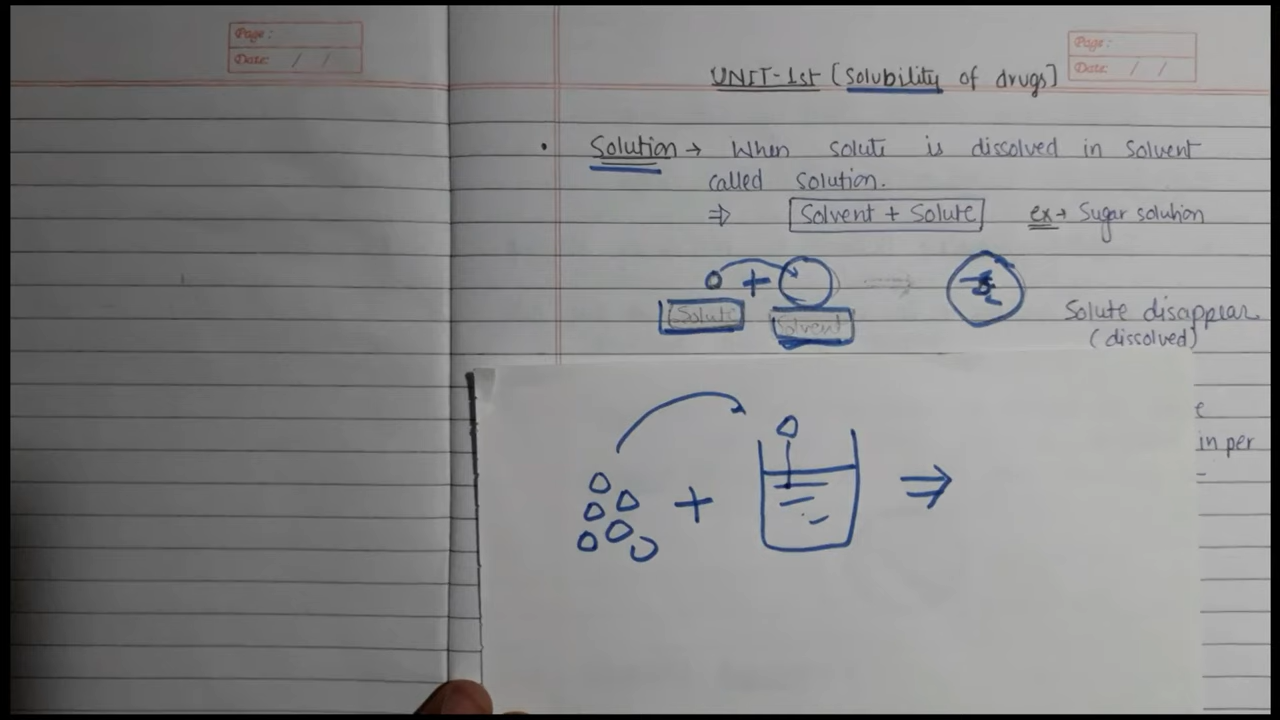 Page:
Date: / /
Page:
Date: / /
UNIT-1st [Solubility of drugs]
• Solution → When solute is dissolved in solvent
called solution.
⇒ Solvent + Solute ex → Sugar solution
+
Solute Solvent
Solute disappear
(dissolved)
in per
+ ⇒